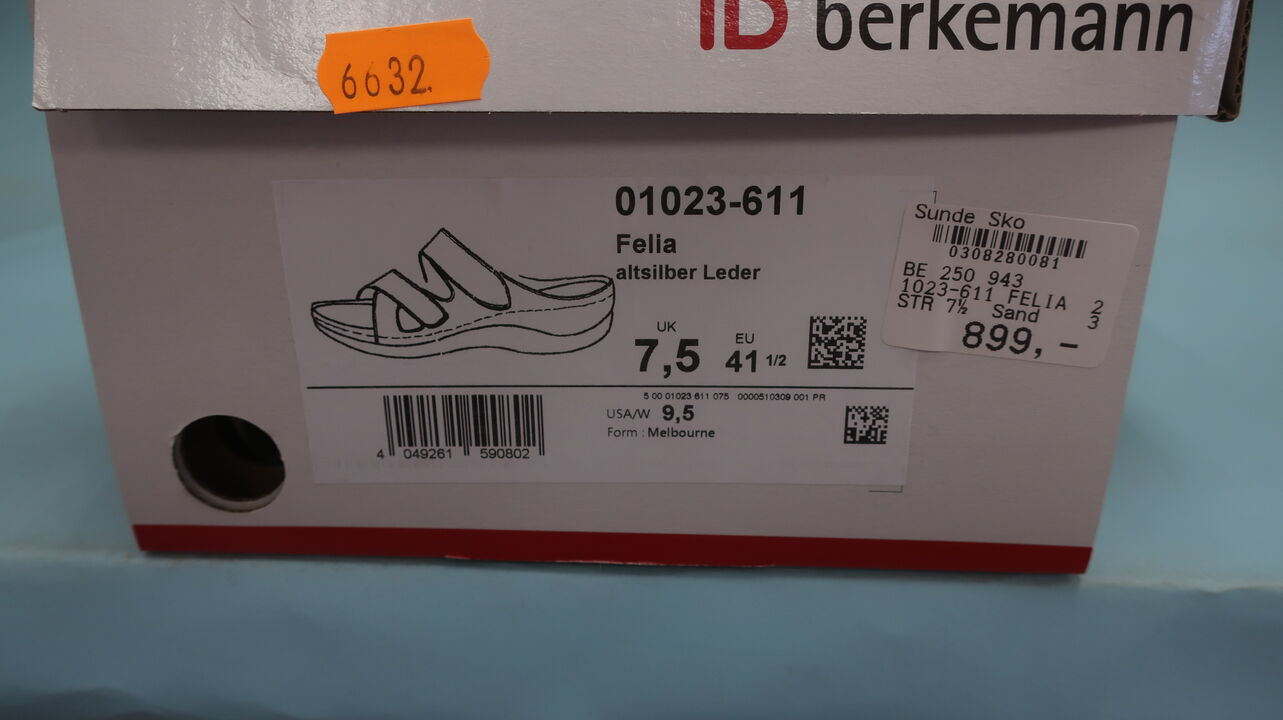 berkemann
6632.
01023-611
Felia
altsilber Leder
UK
7,5
EU
41 1/2
5 00 01023 611 075 0000510309 001 PR
USA/W 9,5
Form : Melbourne
4 049261 590802
Sunde Sko
0308280081
BE 250 943
1023-611 FELIA 2
STR 7½ Sand 3
899,-